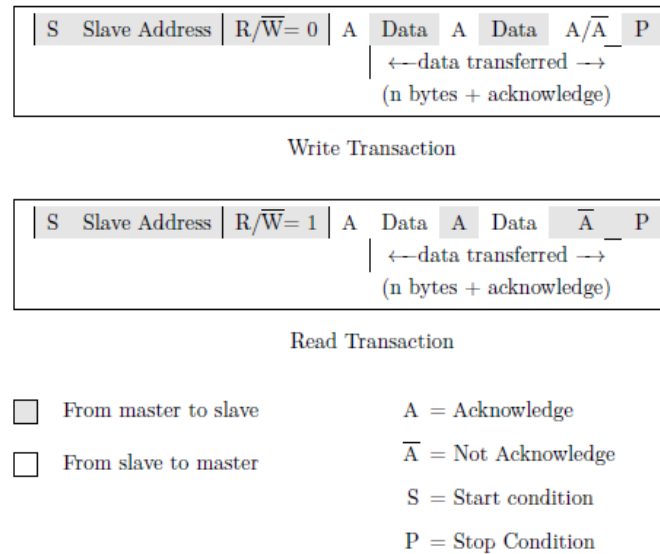 S Slave Address R/W̅= 0 A Data A Data A/A̅ P
←—data transferred —→
(n bytes + acknowledge)
Write Transaction
S Slave Address R/W̅= 1 A Data A Data A̅ P
←—data transferred —→
(n bytes + acknowledge)
Read Transaction
From master to slave
From slave to master
A = Acknowledge
A̅ = Not Acknowledge
S = Start condition
P = Stop Condition